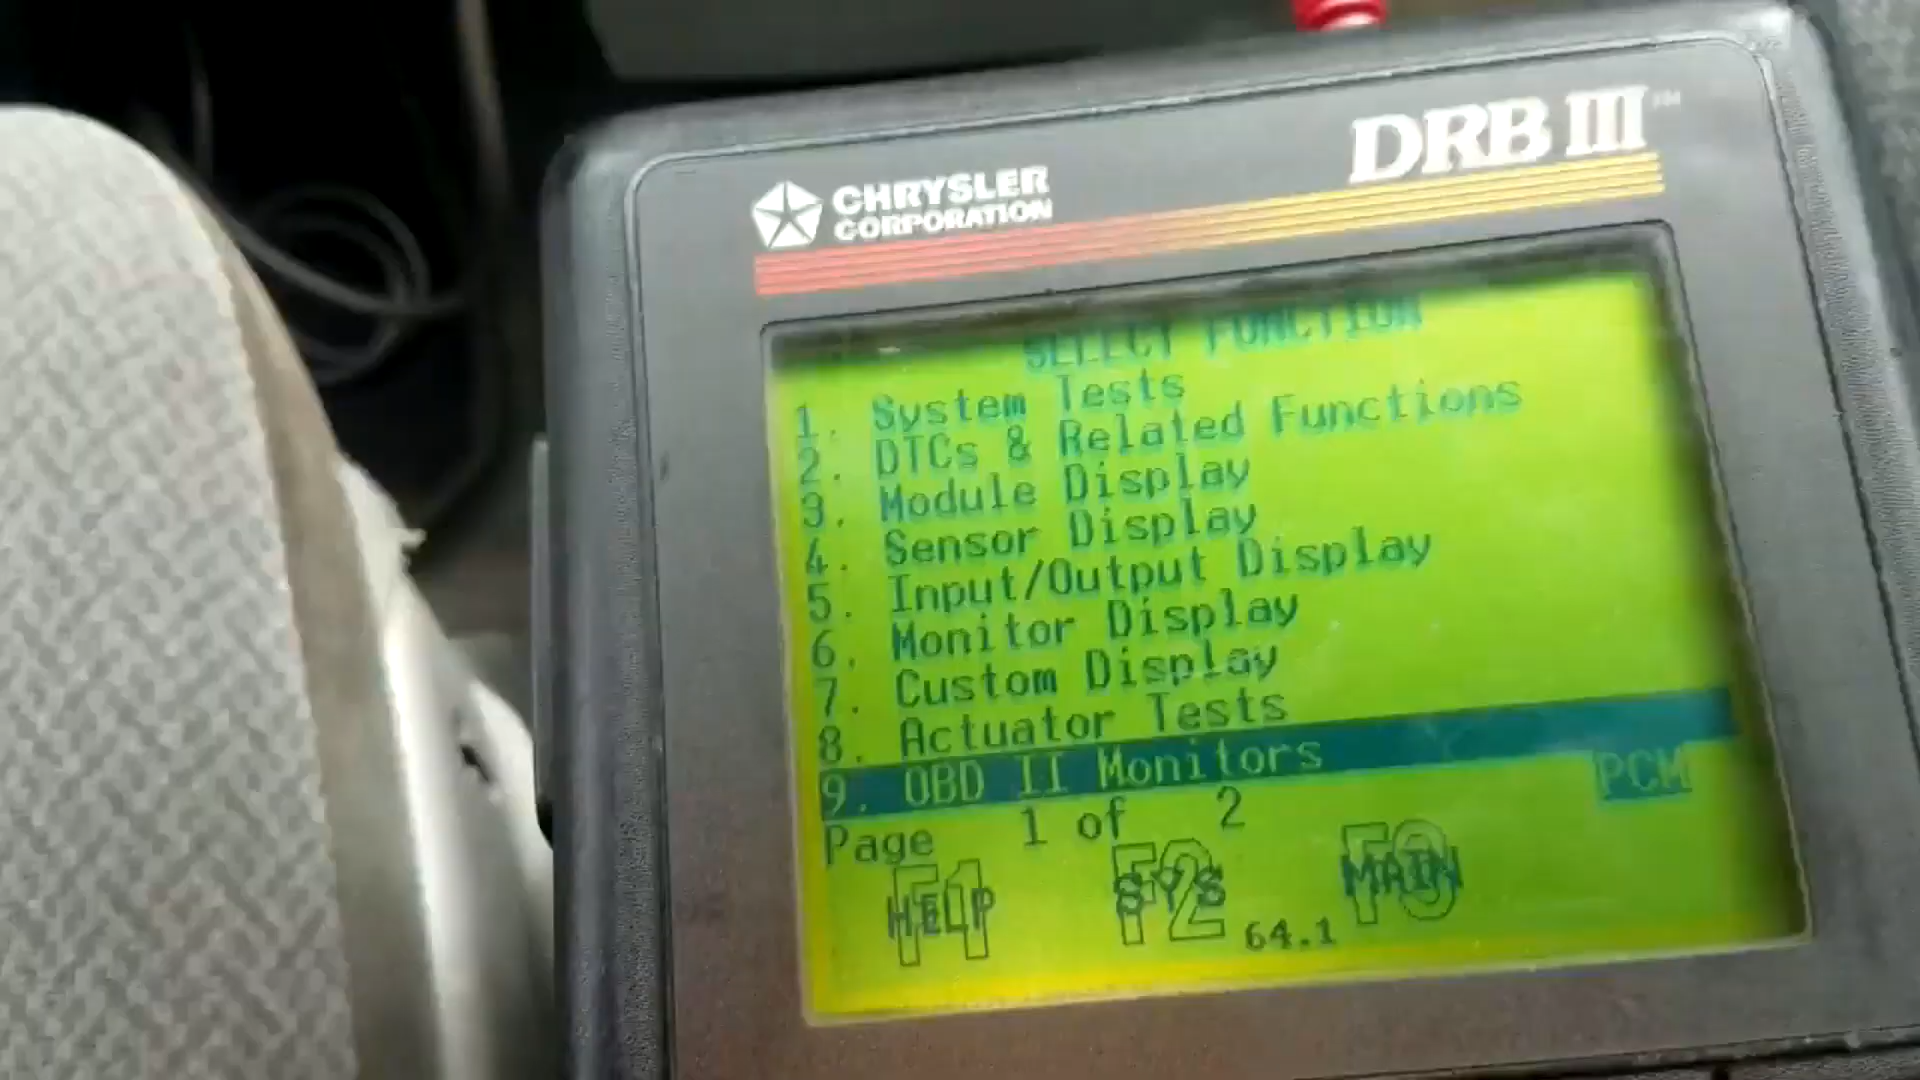 DRB III™
CHRYSLER
CORPORATION
SELECT FUNCTION
1. System Tests
2. DTCs & Related Functions
3. Module Display
4. Sensor Display
5. Input/Output Display
6. Monitor Display
7. Custom Display
8. Actuator Tests
9. OBD II Monitors
Page 1 of 2 PCM
F1 HELP F2 SYS F3 MAIN
64.1